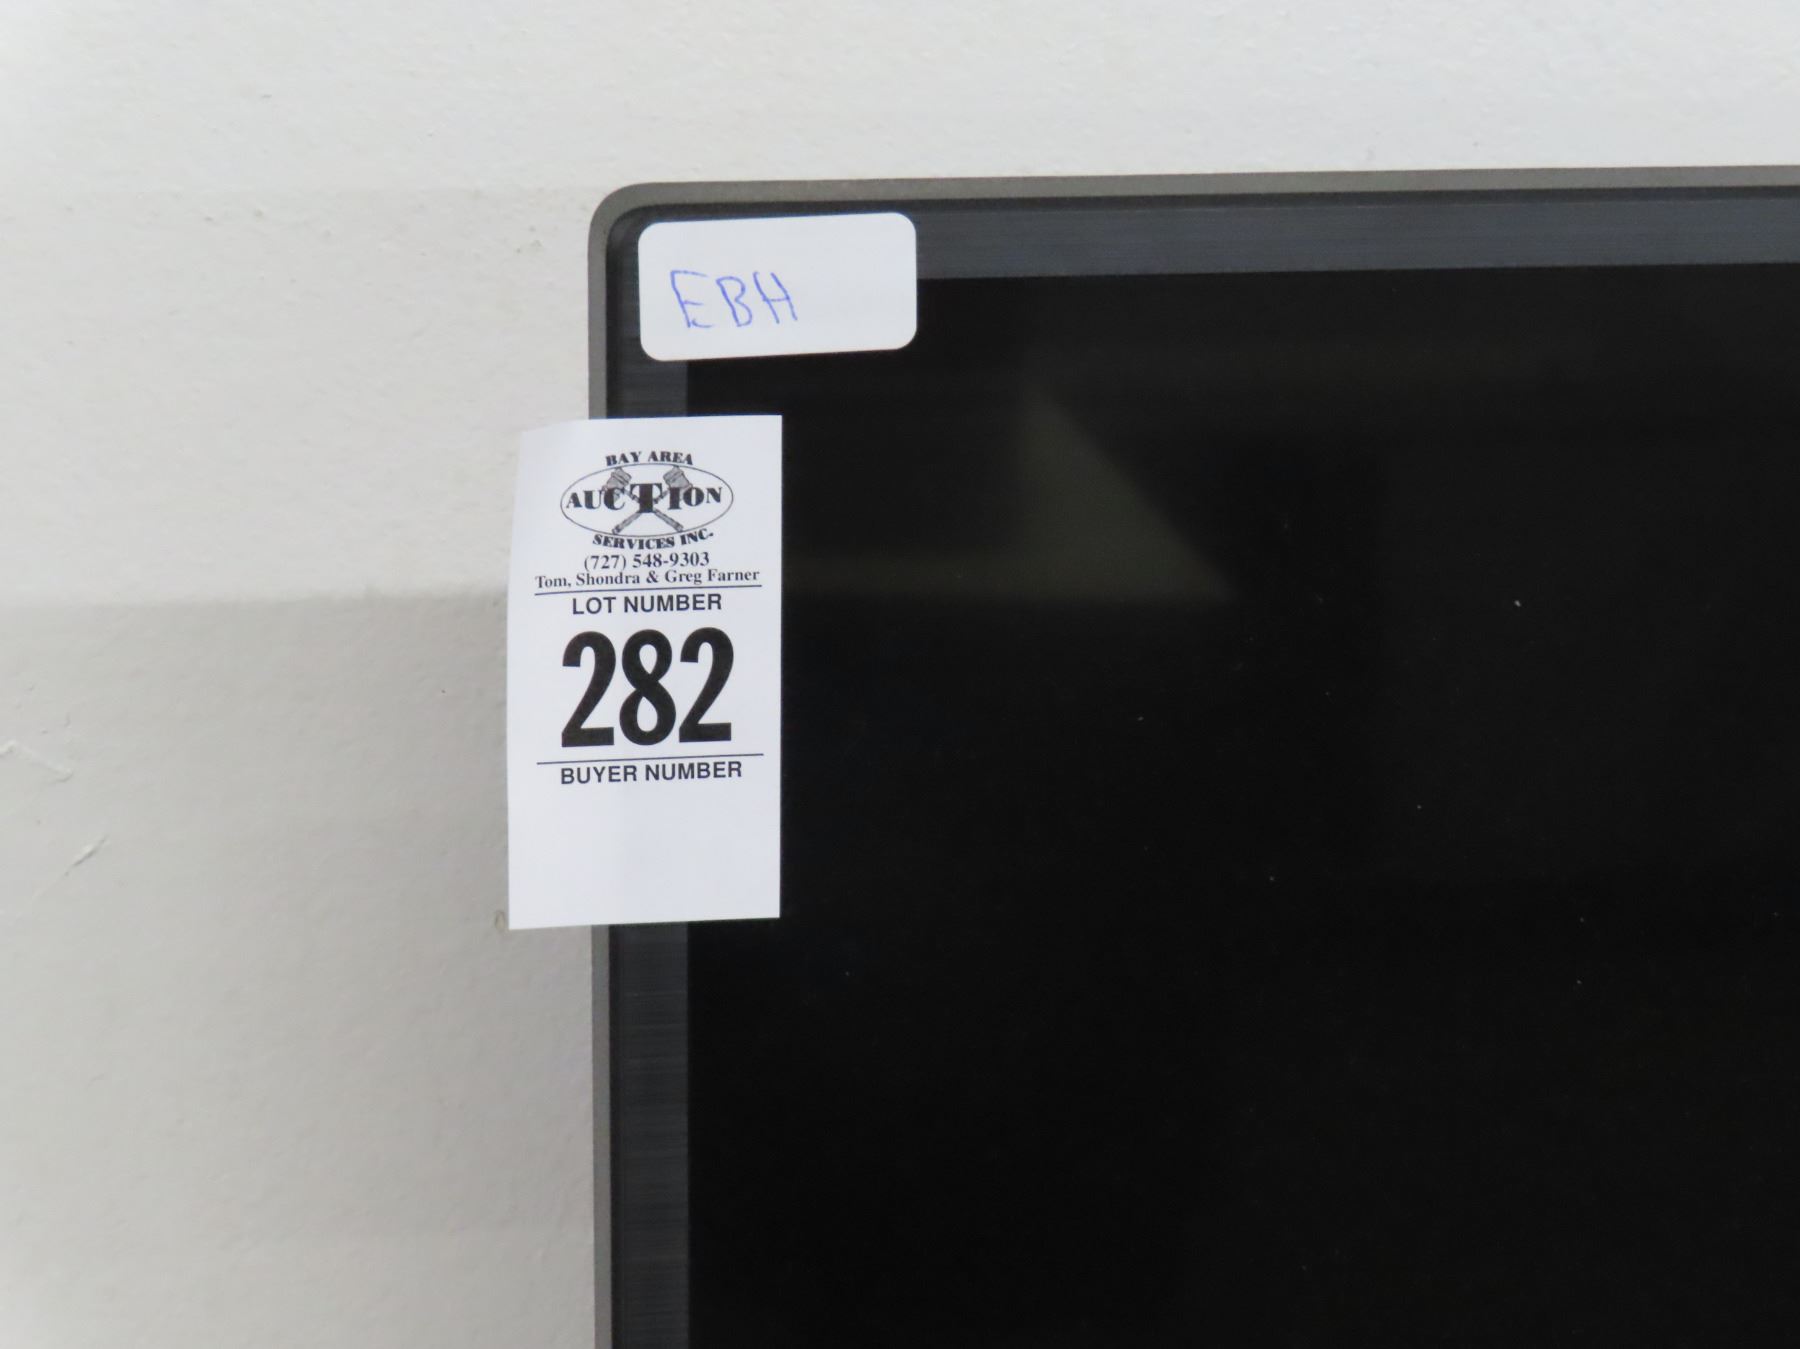 EBH
BAY AREA
AUCTION
SERVICES INC.
(727) 548-9303
Tom, Shondra & Greg Farner
LOT NUMBER
282
BUYER NUMBER